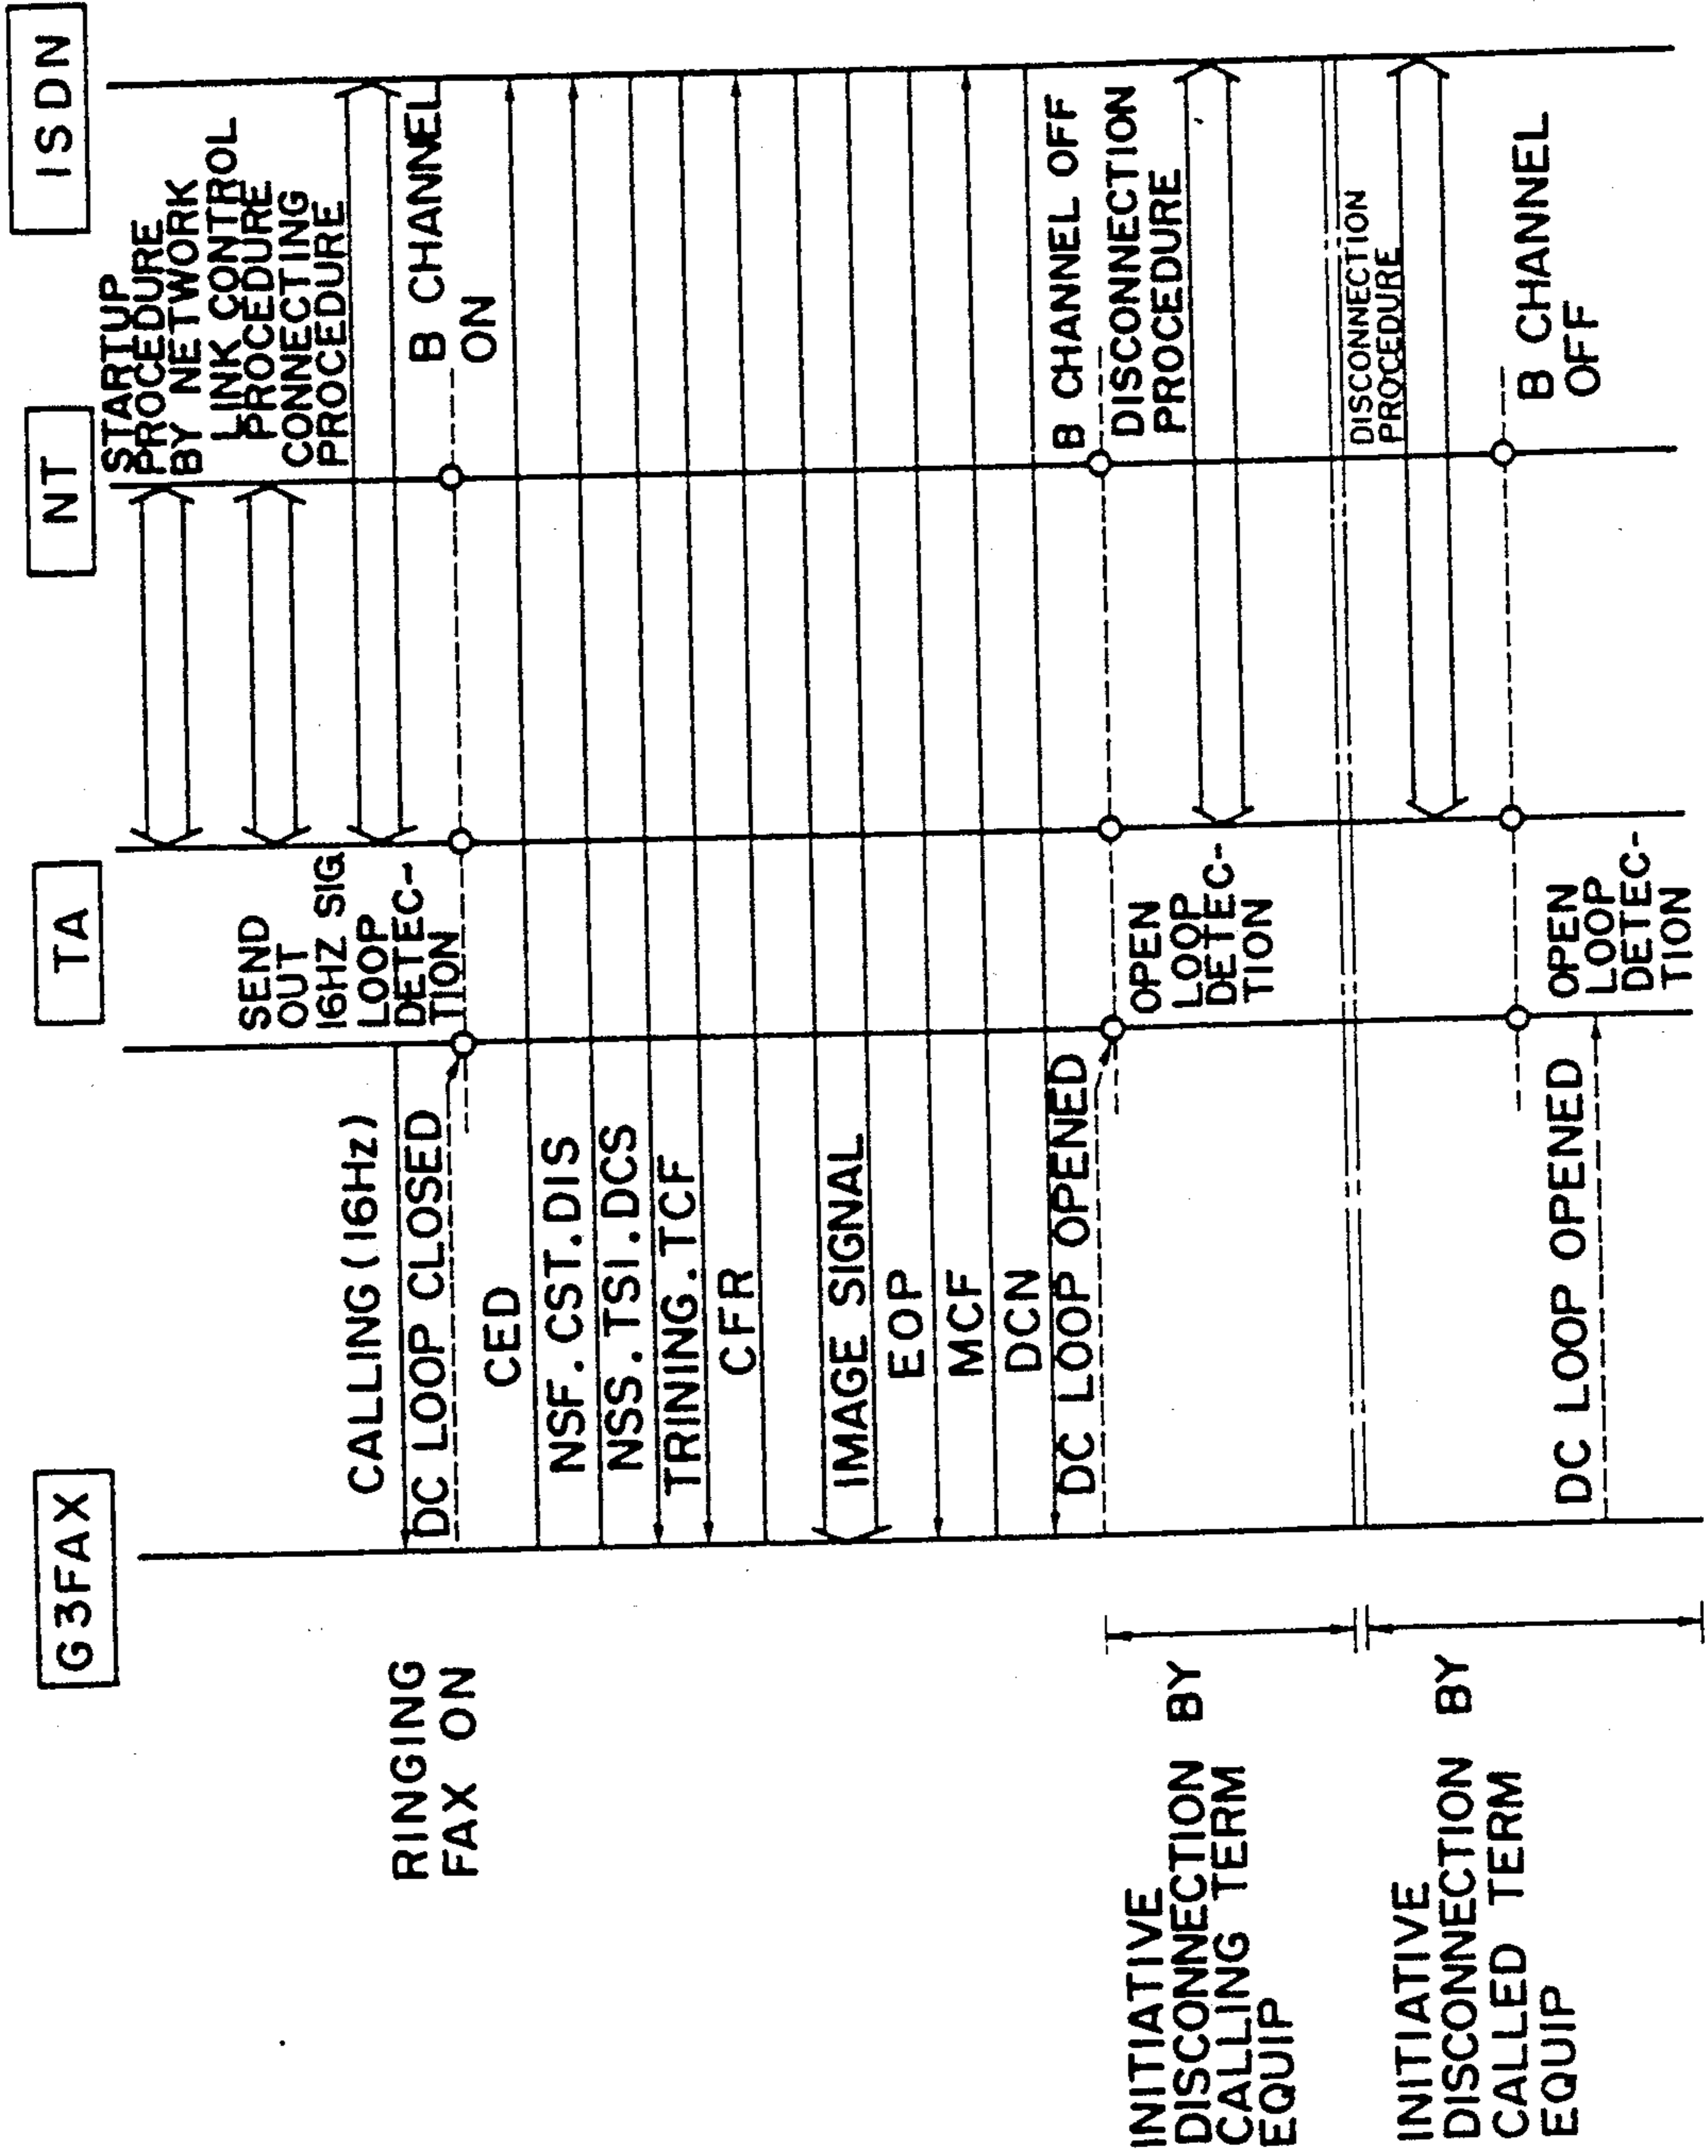 G3FAX
TA
NT
ISDN
STARTUP
PROCEDURE
BY NETWORK
LINK CONTROL
PROCEDURE
CONNECTING
PROCEDURE
SEND
OUT
16HZ SIG
LOOP
DETEC-
TION
CALLING (16Hz)
RINGING
DC LOOP CLOSED
FAX ON
B CHANNEL
ON
CED
NSF. CST. DIS
NSS. TSI. DCS
TRINING. TCF
CFR
IMAGE SIGNAL
EOP
MCF
DCN
DC LOOP OPENED
B CHANNEL OFF
DISCONNECTION
PROCEDURE
OPEN
LOOP
DETEC-
TION
INITIATIVE
DISCONNECTION BY
CALLING TERM
EQUIP
DISCONNECTION
PROCEDURE
INITIATIVE
DISCONNECTION BY
CALLED TERM
EQUIP
B CHANNEL
OFF
OPEN
LOOP
DETEC-
TION
DC LOOP OPENED